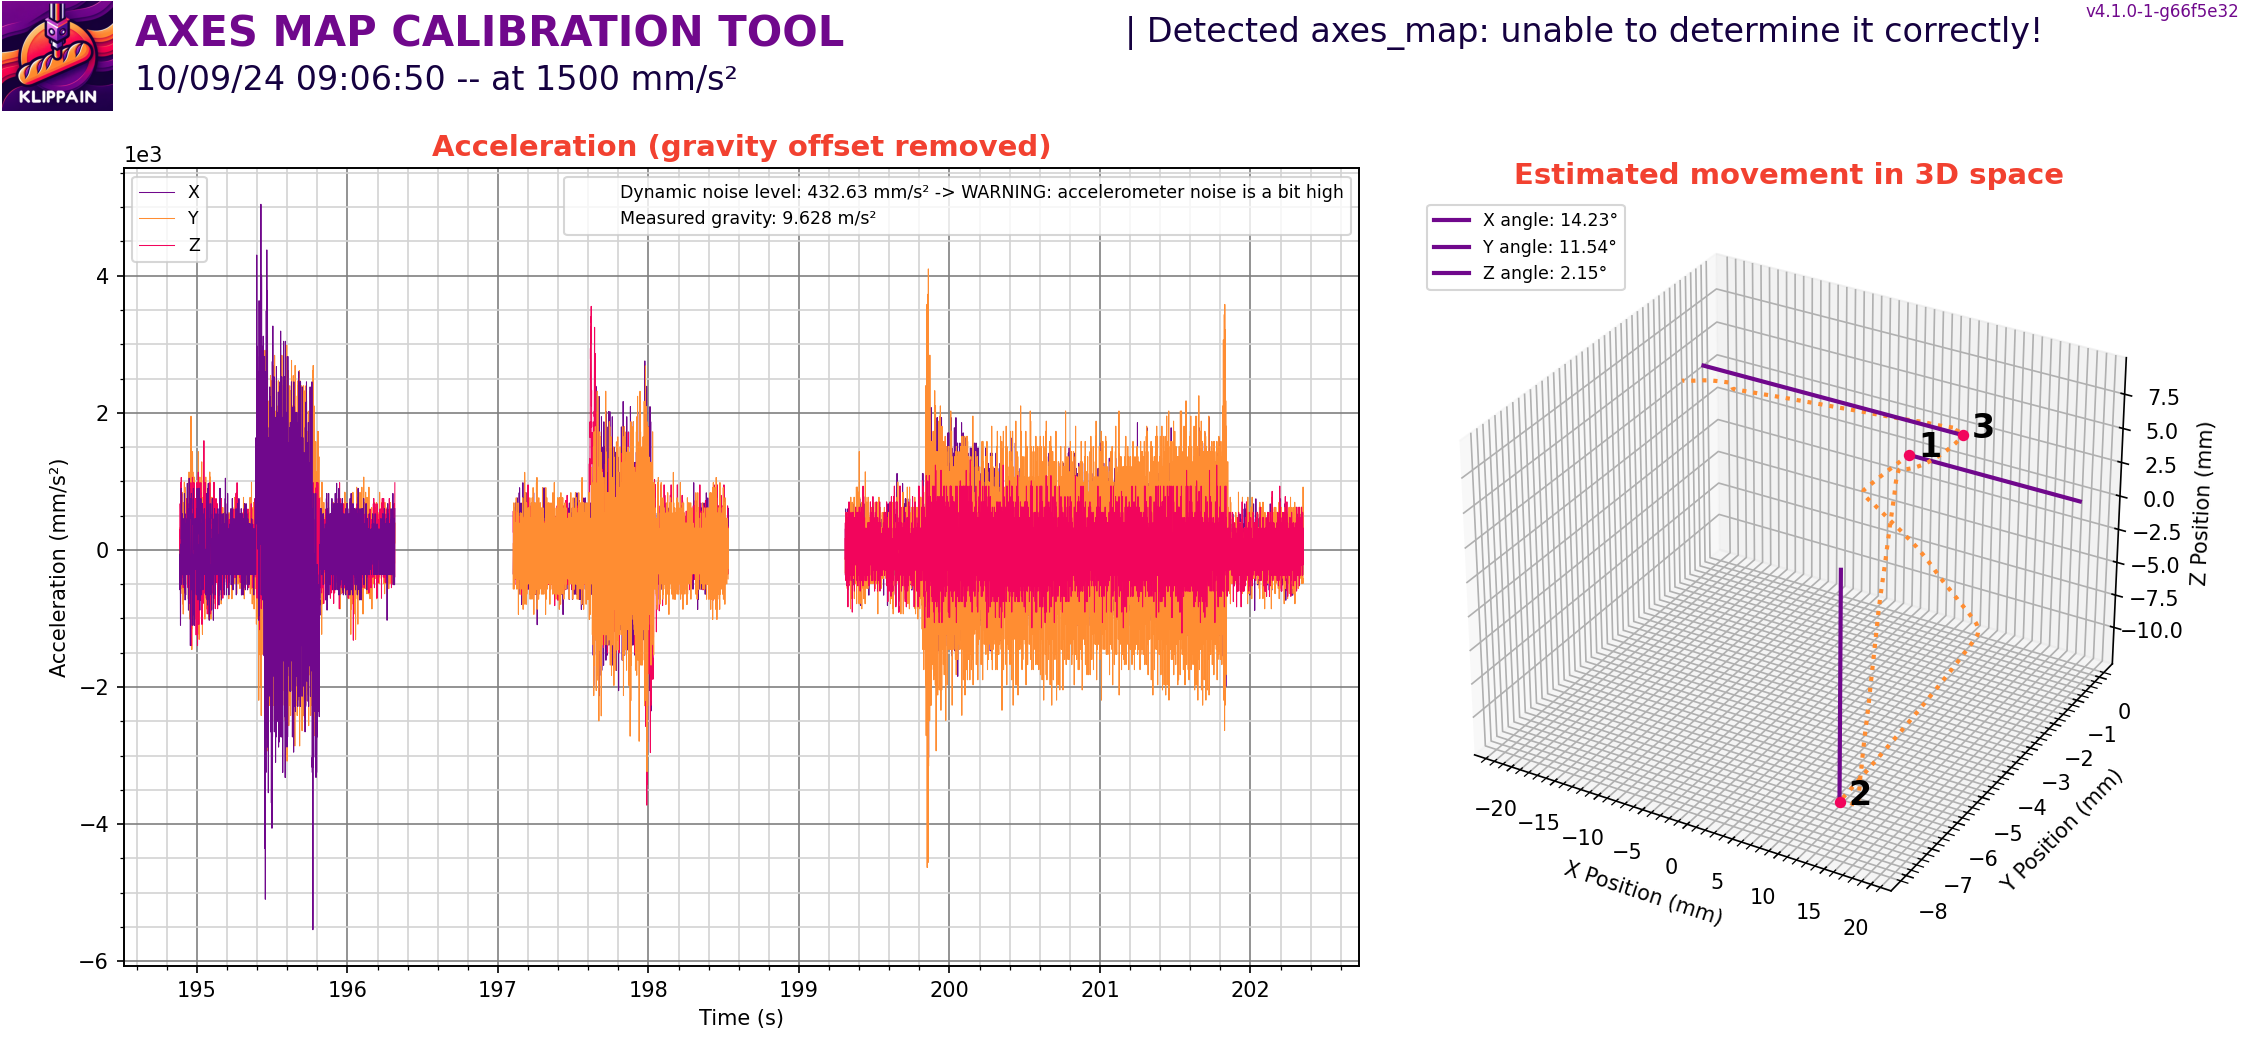 AXES MAP CALIBRATION TOOL
| Detected axes_map: unable to determine it correctly!
v4.1.0-1-g66f5e32
10/09/24 09:06:50 -- at 1500 mm/s²
KLIPPAIN
Acceleration (gravity offset removed)
1e3
X
Y
Z
Dynamic noise level: 432.63 mm/s² -> WARNING: accelerometer noise is a bit high
Measured gravity: 9.628 m/s²
Acceleration (mm/s²)
4
2
0
−2
−4
−6
195
196
197
198
199
200
201
202
Time (s)
Estimated movement in 3D space
X angle: 14.23°
Y angle: 11.54°
Z angle: 2.15°
1
3
2
7.5
5.0
2.5
0.0
−2.5
−5.0
−7.5
−10.0
Z Position (mm)
0
−1
−2
−3
−4
−5
−6
−7
−8
Y Position (mm)
−20
−15
−10
−5
0
5
10
15
20
X Position (mm)